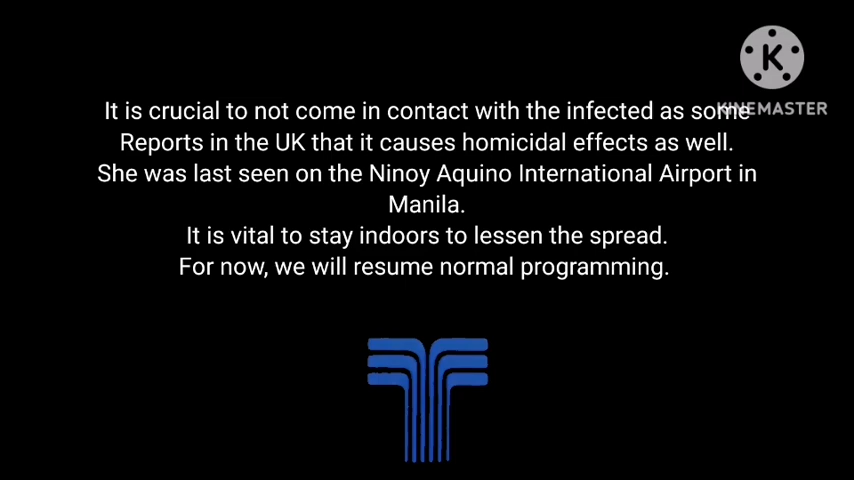 It is crucial to not come in contact with the infected as some
Reports in the UK that it causes homicidal effects as well.
She was last seen on the Ninoy Aquino International Airport in
Manila.
It is vital to stay indoors to lessen the spread.
For now, we will resume normal programming.
K
KINEMASTER